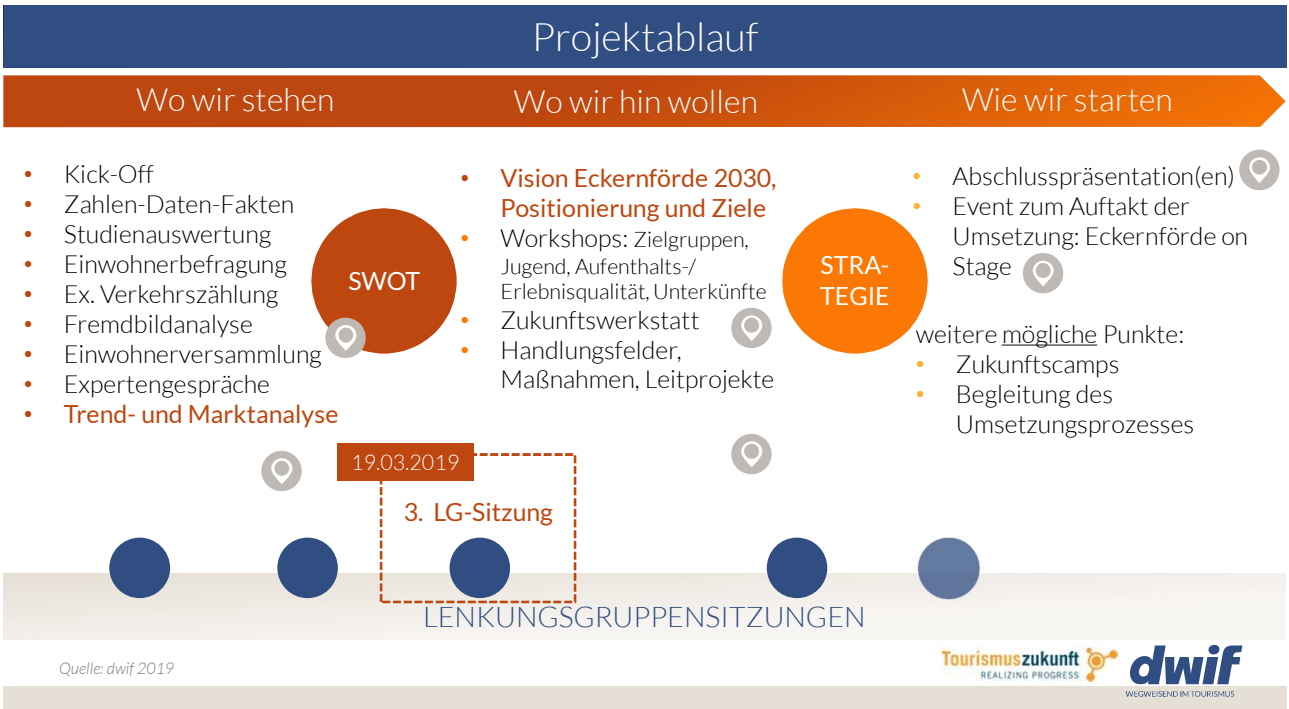 Projektablauf
Wo wir stehen
Wo wir hin wollen
Wie wir starten
• Kick-Off
• Zahlen-Daten-Fakten
• Studienauswertung
• Einwohnerbefragung
• Ex. Verkehrszählung
• Fremdbildanalyse
• Einwohnerversammlung
• Expertengespräche
• Trend- und Marktanalyse
SWOT
• Vision Eckernförde 2030,
Positionierung und Ziele
• Workshops: Zielgruppen,
Jugend, Aufenthalts-/
Erlebnisqualität, Unterkünfte
• Zukunftswerkstatt
• Handlungsfelder,
Maßnahmen, Leitprojekte
STRA-
TEGIE
• Abschlusspräsentation(en)
• Event zum Auftakt der
Umsetzung: Eckernförde on
Stage
weitere mögliche Punkte:
• Zukunftscamps
• Begleitung des
Umsetzungsprozesses
19.03.2019
3. LG-Sitzung
LENKUNGSGRUPPENSITZUNGEN
Quelle: dwif 2019
Tourismuszukunft
REALIZING PROGRESS
dwif
WEGWEISEND IM TOURISMUS